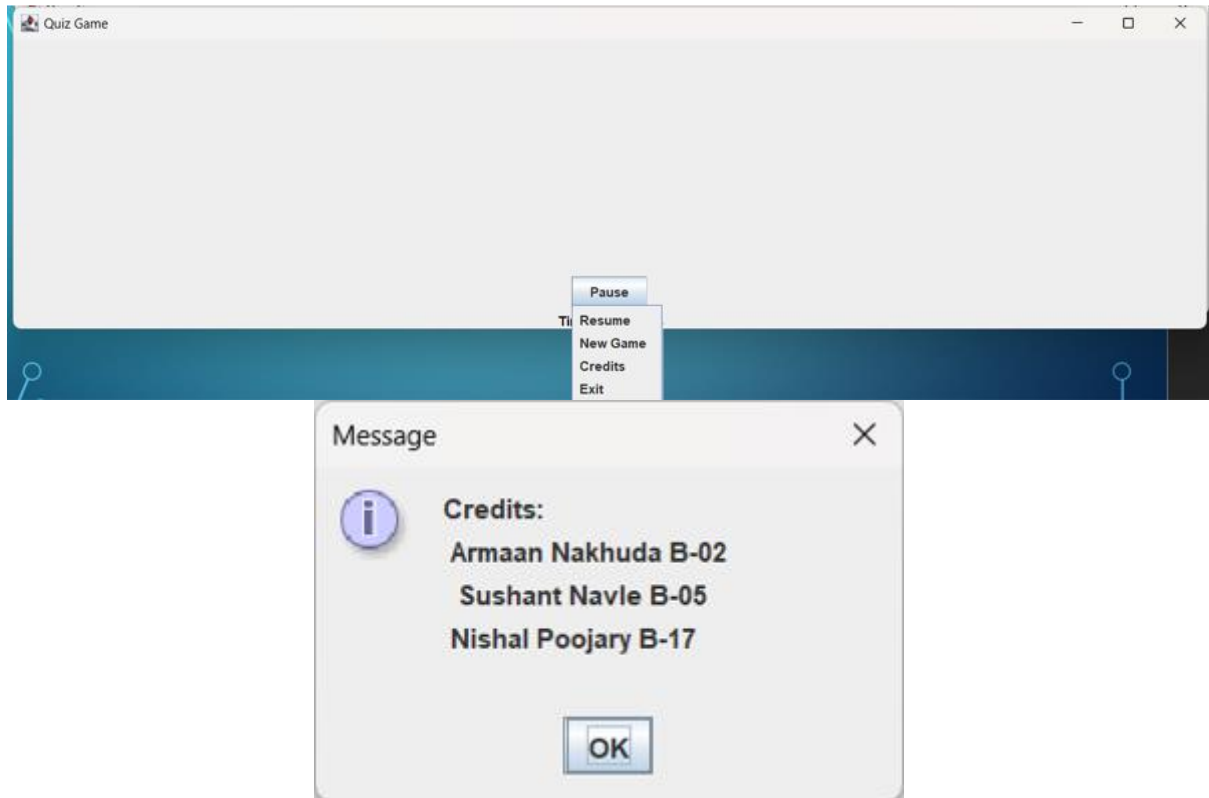 Quiz Game
Pause
Resume
New Game
Credits
Exit
Message
Credits:
Armaan Nakhuda B-02
Sushant Navle B-05
Nishal Poojary B-17
OK